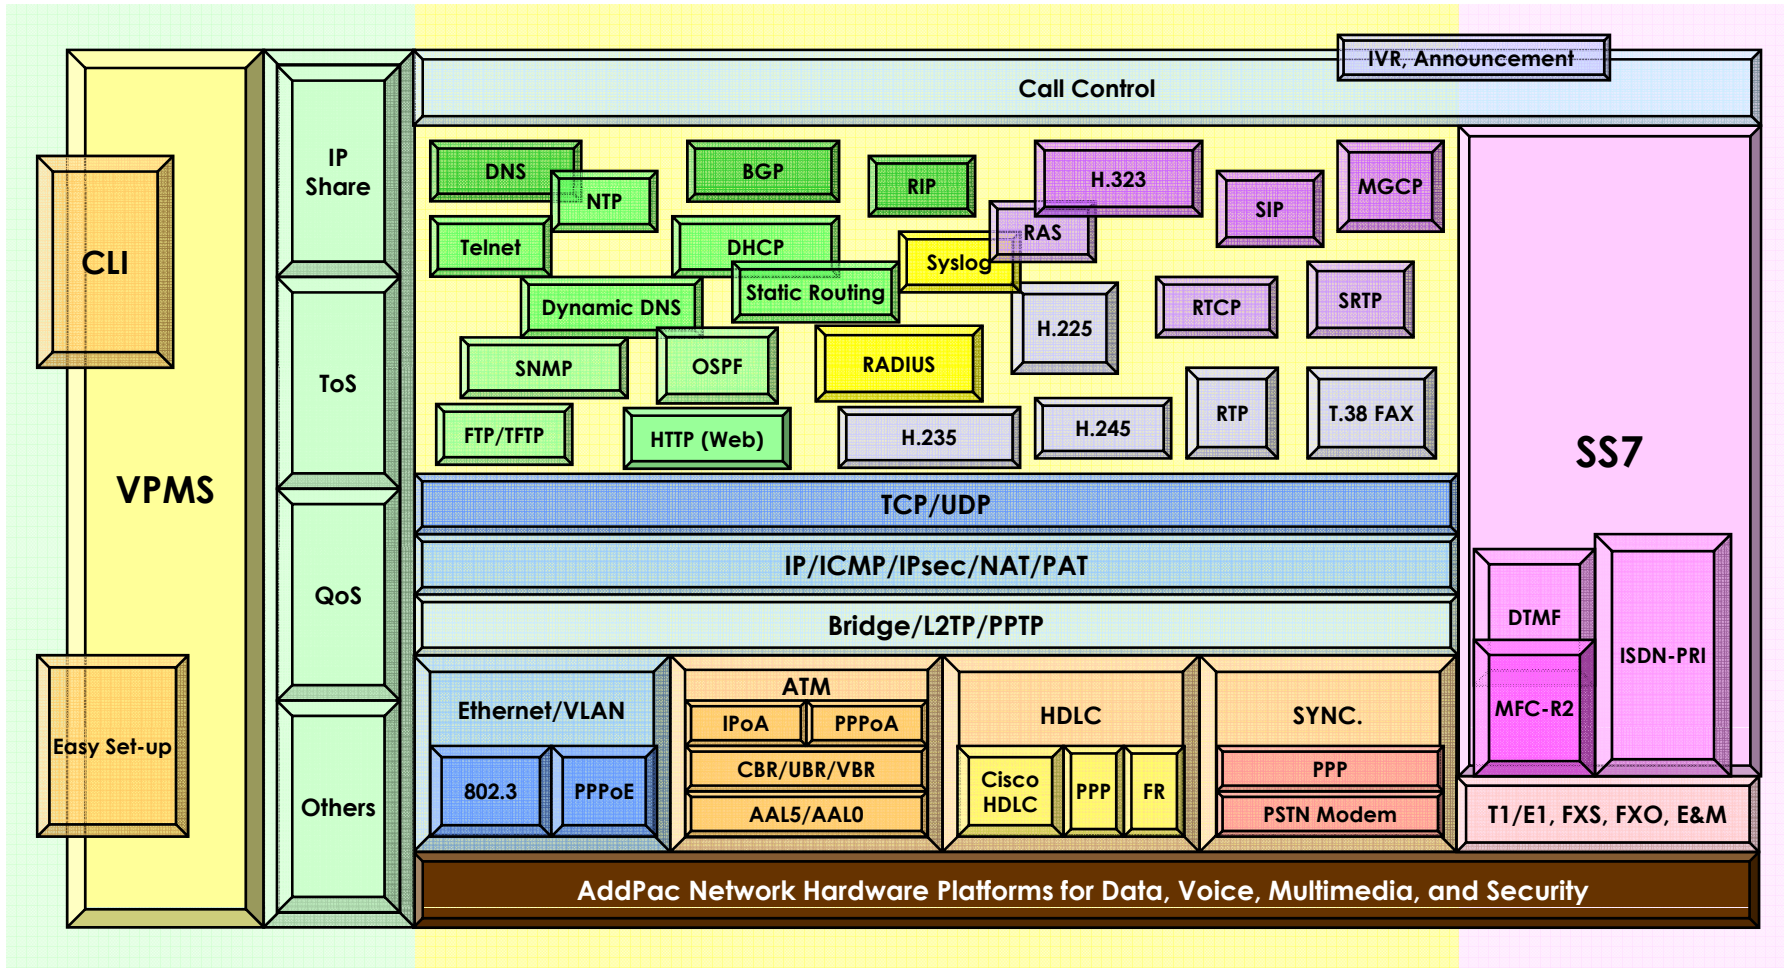 IVR, Announcement
Call Control
IP
Share
ToS
QoS
Others
CLI
VPMS
Easy Set-up
DNS
NTP
BGP
RIP
H.323
SIP
MGCP
Telnet
DHCP
Syslog
RAS
Dynamic DNS
Static Routing
H.225
RTCP
SRTP
SNMP
OSPF
RADIUS
RTP
T.38 FAX
FTP/TFTP
HTTP (Web)
H.235
H.245
SS7
DTMF
MFC-R2
ISDN-PRI
TCP/UDP
IP/ICMP/IPsec/NAT/PAT
Bridge/L2TP/PPTP
Ethernet/VLAN
802.3
PPPoE
ATM
IPoA
PPPoA
CBR/UBR/VBR
AAL5/AAL0
HDLC
Cisco
HDLC
PPP
FR
SYNC.
PPP
PSTN Modem
T1/E1, FXS, FXO, E&M
AddPac Network Hardware Platforms for Data, Voice, Multimedia, and Security